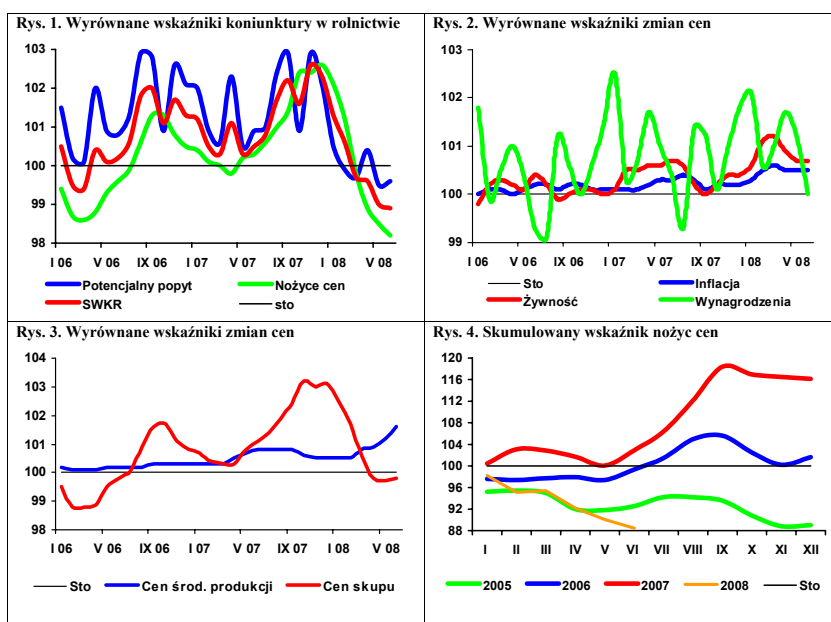 Rys. 1. Wyrównane wskaźniki koniunktury w rolnictwie
103
102
101
100
99
98
I 06 V 06 IX 06 I 07 V 07 IX 07 I 08 V 08
Potencjalny popyt Nożyce cen
SWKR sto
Rys. 2. Wyrównane wskaźniki zmian cen
103
102
101
100
99
I 06 V 06 IX 06 I 07 V 07 IX 07 I 08 V 08
Sto Inflacja
Żywność Wynagrodzenia
Rys. 3. Wyrównane wskaźniki zmian cen
104
103
102
101
100
99
98
I 06 V 06 IX 06 I 07 V 07 IX 07 I 08 V 08
Sto Cen środ. produkcji Cen skupu
Rys. 4. Skumulowany wskaźnik nożyc cen
120
116
112
108
104
100
96
92
88
I II III IV V VI VII VIII IX X XI XII
2005 2006 2007 2008 Sto